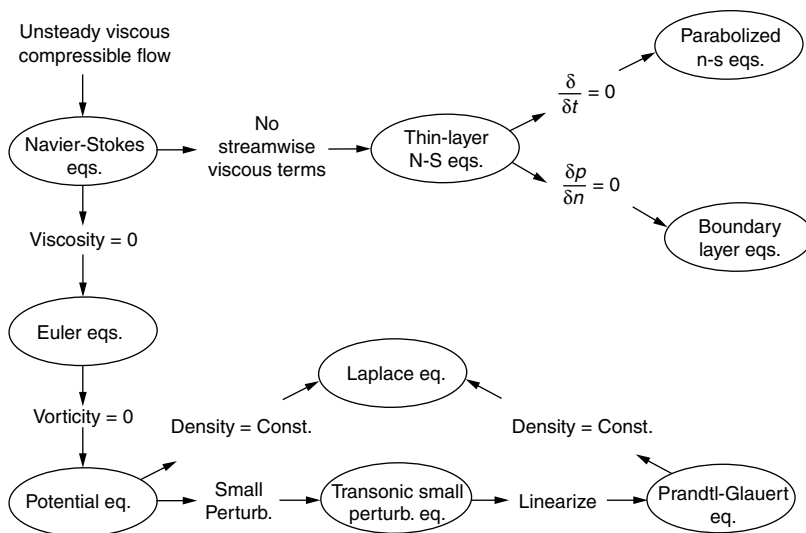 Unsteady viscous
compressible flow
Navier-Stokes
eqs.
No
streamwise
viscous terms
Thin-layer
N-S eqs.
δ/δt = 0
Parabolized
n-s eqs.
δp/δn = 0
Boundary
layer eqs.
Viscosity = 0
Euler eqs.
Vorticity = 0
Laplace eq.
Density = Const.
Density = Const.
Potential eq.
Small
Perturb.
Transonic small
perturb. eq.
Linearize
Prandtl-Glauert
eq.